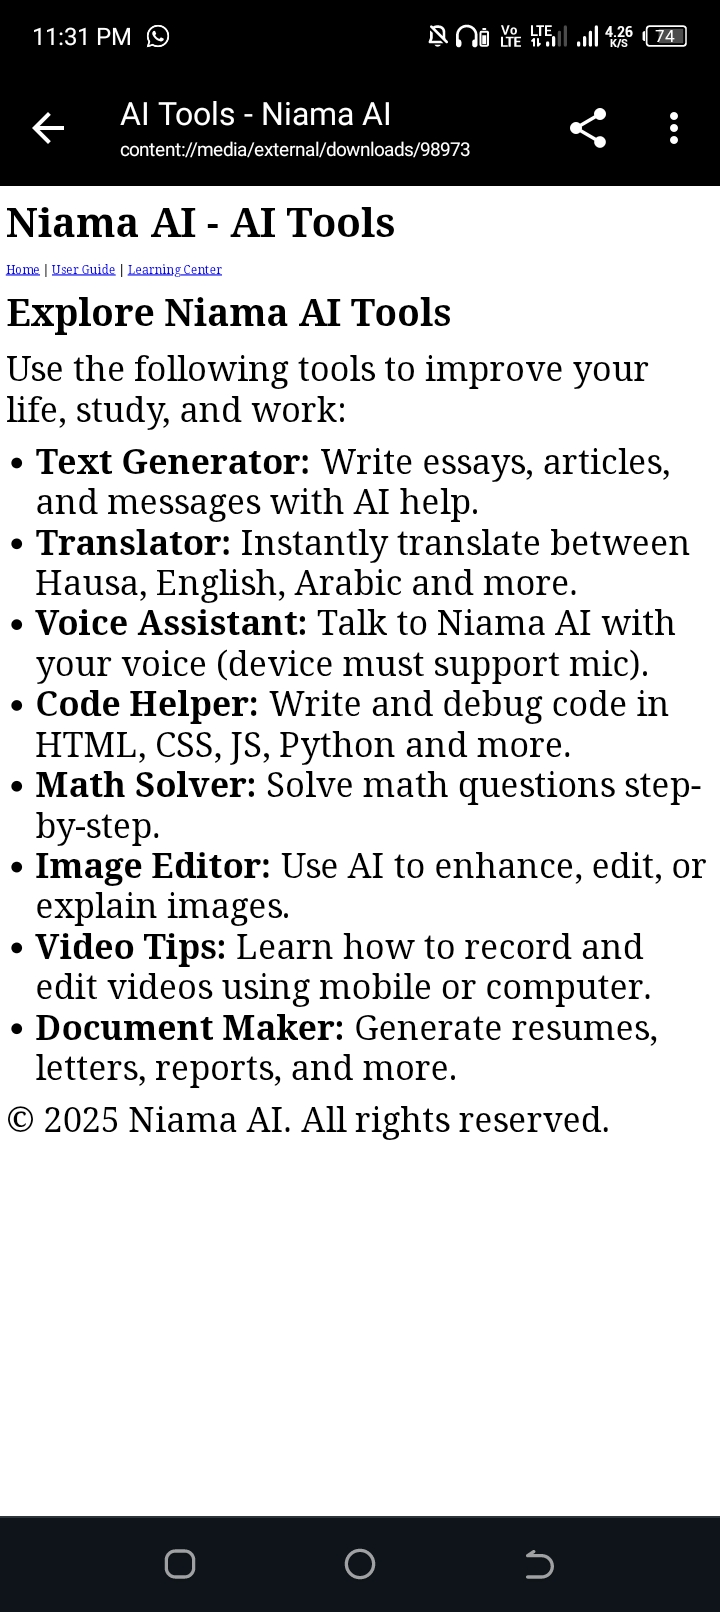 11:31 PM
Vo LTE
LTE
4.26 K/S
74
AI Tools - Niama AI
content://media/external/downloads/98973
Niama AI - AI Tools
Home | User Guide | Learning Center
Explore Niama AI Tools
Use the following tools to improve your
life, study, and work:
• Text Generator: Write essays, articles,
and messages with AI help.
• Translator: Instantly translate between
Hausa, English, Arabic and more.
• Voice Assistant: Talk to Niama AI with
your voice (device must support mic).
• Code Helper: Write and debug code in
HTML, CSS, JS, Python and more.
• Math Solver: Solve math questions step-
by-step.
• Image Editor: Use AI to enhance, edit, or
explain images.
• Video Tips: Learn how to record and
edit videos using mobile or computer.
• Document Maker: Generate resumes,
letters, reports, and more.
© 2025 Niama AI. All rights reserved.